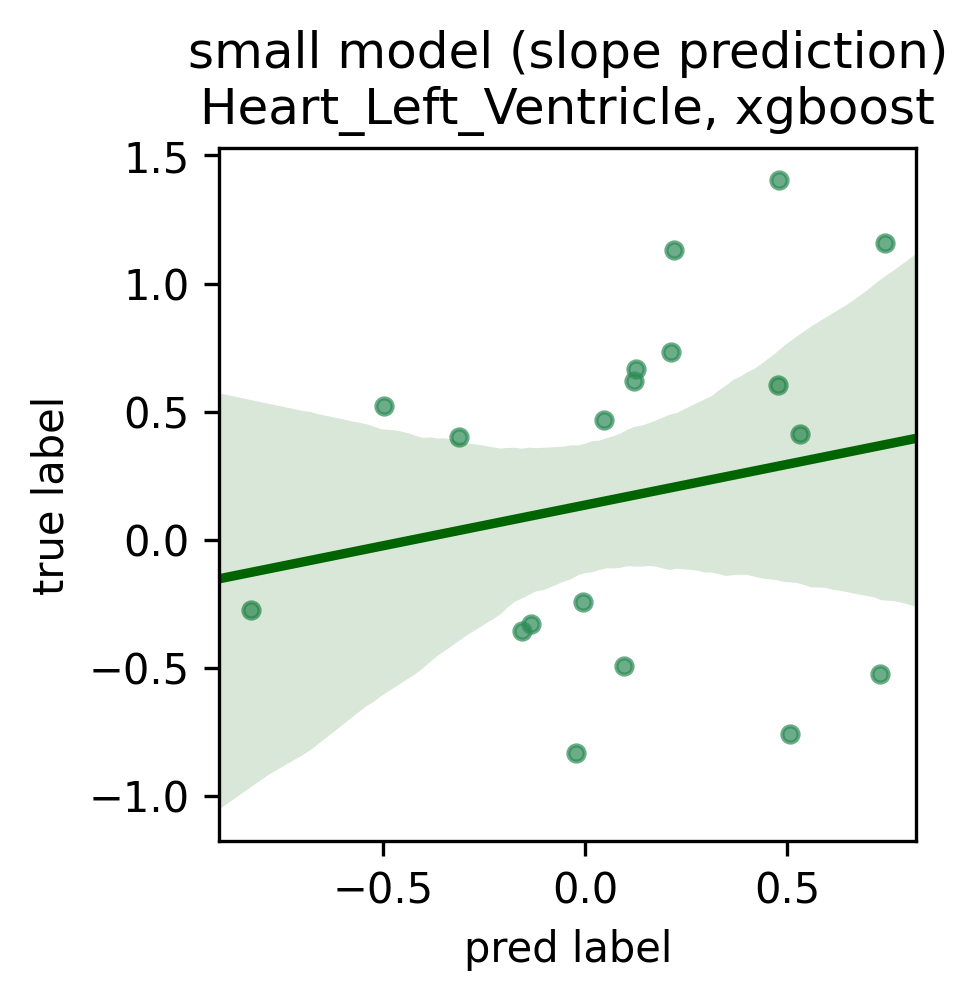 small model (slope prediction)
Heart_Left_Ventricle, xgboost
1.5
1.0
0.5
0.0
−0.5
−1.0
−0.5 0.0 0.5
pred label
true label